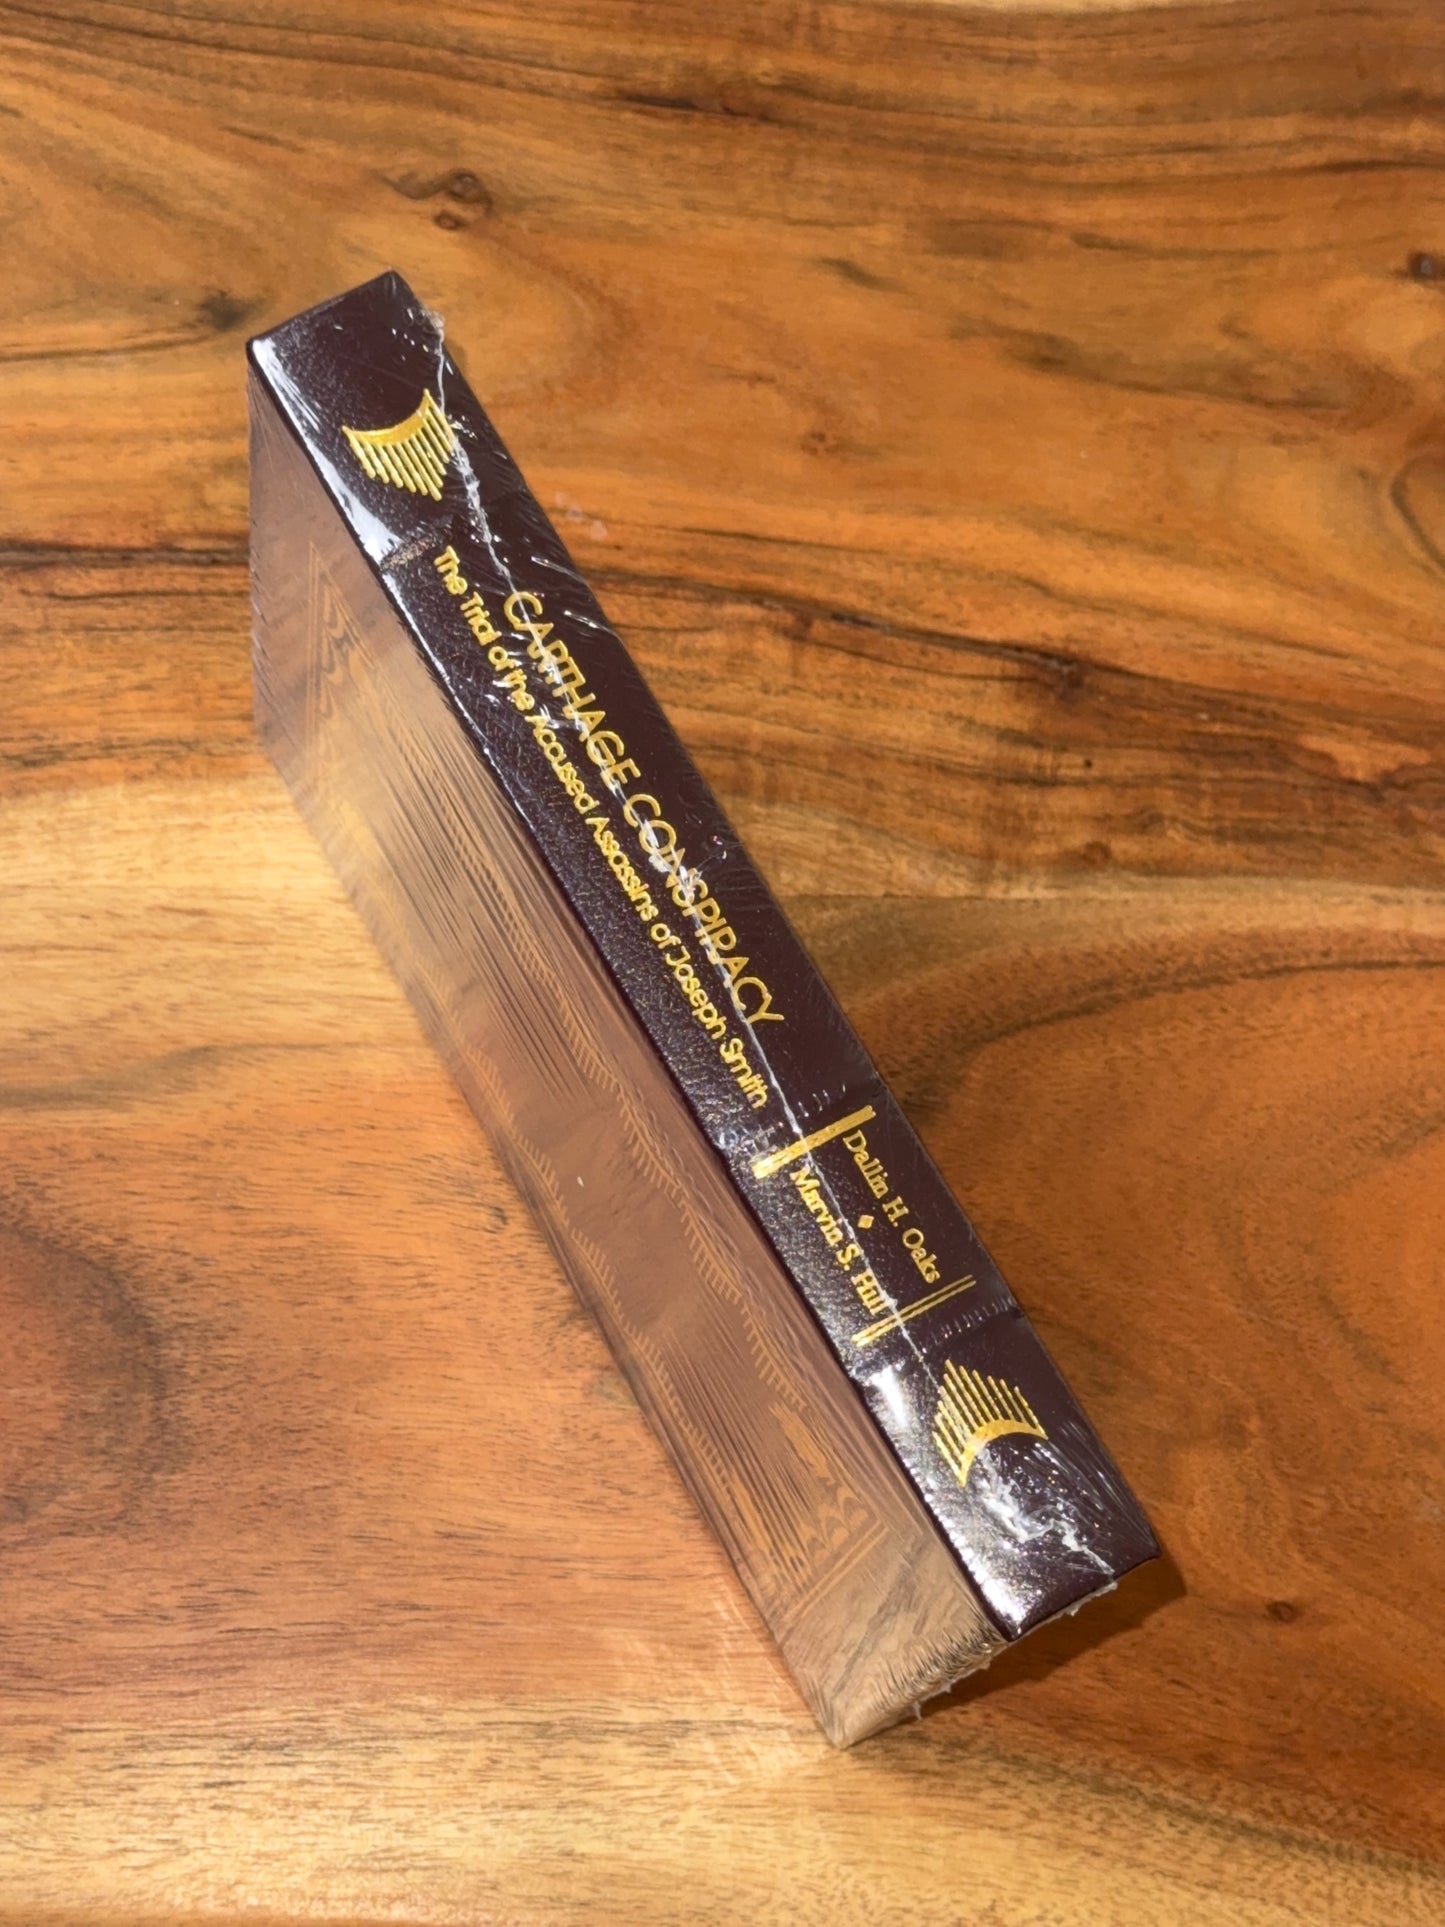 CARTHAGE CONSPIRACY
The Trial of the Accused Assassins of Joseph Smith
Dallin H. Oaks
Marvin S. Hill